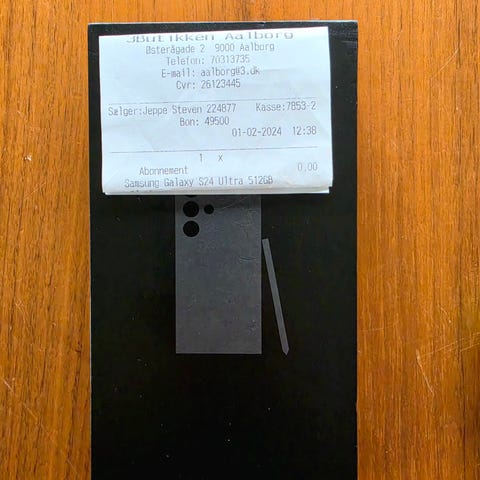 3Butikken Aalborg
Østerågade 2 9000 Aalborg
Telefon: 70313735
E-mail: aalborg@3.dk
Cvr: 26123445
Sælger:Jeppe Steven 224877 Kasse:7853-2
Bon: 49500
01-02-2024 12:38
1 x
Abonnement 0,00
Samsung Galaxy S24 Ultra 512GB